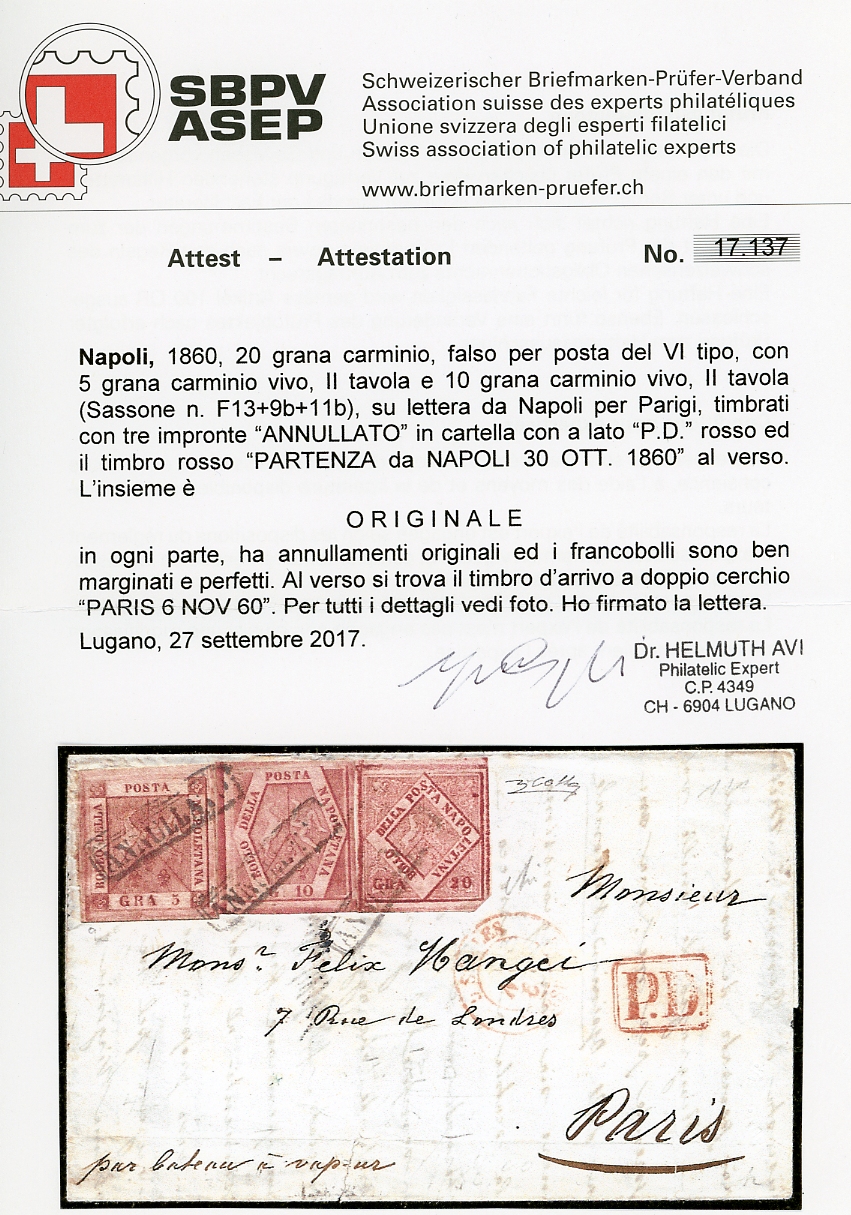 SBPV
ASEP
Schweizerischer Briefmarken-Prüfer-Verband
Association suisse des experts philatéliques
Unione svizzera degli esperti filatelici
Swiss association of philatelic experts
www.briefmarken-pruefer.ch
Attest – Attestation No. 17.137
Napoli, 1860, 20 grana carminio, falso per posta del VI tipo, con
5 grana carminio vivo, II tavola e 10 grana carminio vivo, II tavola
(Sassone n. F13+9b+11b), su lettera da Napoli per Parigi, timbrati
con tre impronte “ANNULLATO” in cartella con a lato “P.D.” rosso ed
il timbro rosso “PARTENZA da NAPOLI 30 OTT. 1860” al verso.
L’insieme è
ORIGINALE
in ogni parte, ha annullamenti originali ed i francobolli sono ben
marginati e perfetti. Al verso si trova il timbro d’arrivo a doppio cerchio
“PARIS 6 NOV 60”. Per tutti i dettagli vedi foto. Ho firmato la lettera.
Lugano, 27 settembre 2017.
Dr. HELMUTH AVI
Philatelic Expert
C.P. 4349
CH - 6904 LUGANO
POSTA
BOLLO DELLA
NAPOLETANA
GRA 5
BOLLO DELLA POSTA NAPOLETANA
10
BOLLO DELLA POSTA NAPOLETANA
GRA 20
Monsieur
Mons.r Felix Mangei
7 Rue de Londres
P.D.
Paris
par bateau à vapeur